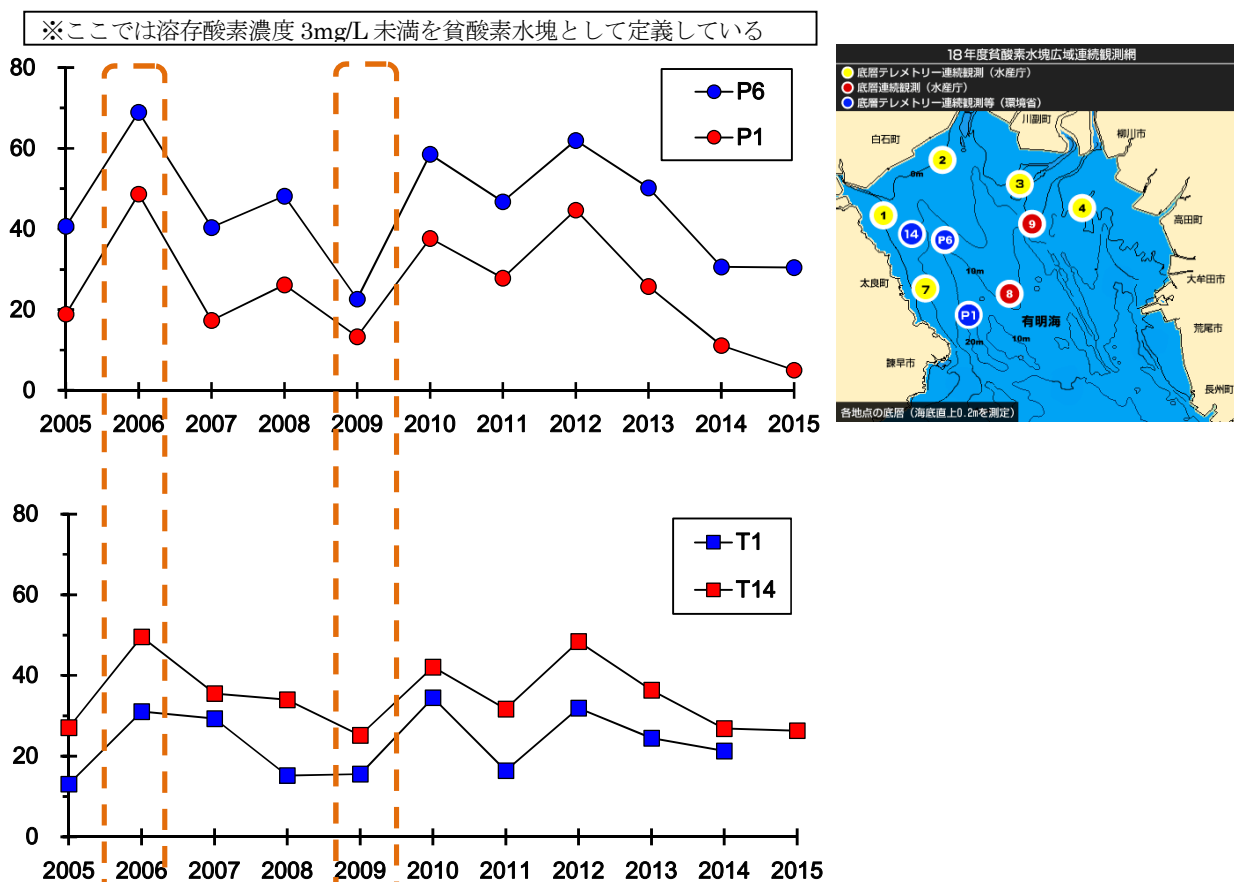 ※ここでは溶存酸素濃度 3mg/L 未満を貧酸素水塊として定義している
80
60
40
20
0
P6
P1
2005 2006 2007 2008 2009 2010 2011 2012 2013 2014 2015
18年度貧酸素水塊広域連続観測網
底層テレメトリー連続観測（水産庁）
底層連続観測（水産庁）
底層テレメトリー連続観測等（環境省）
川副町
白石町
柳川市
2
0m
3
4
1
9
高田町
14
P6
10m
大牟田市
太良町
7
8
P1
有明海
荒尾市
20m
10m
諫早市
長州町
各地点の底層（海底直上0.2mを測定）
80
60
40
20
0
T1
T14
2005 2006 2007 2008 2009 2010 2011 2012 2013 2014 2015